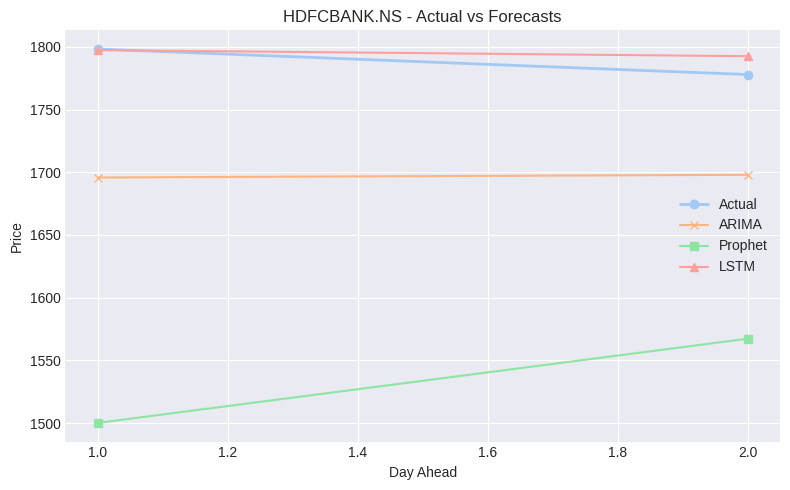 HDFCBANK.NS - Actual vs Forecasts
1800
1750
1700
1650
1600
1550
1500
Price
Actual
ARIMA
Prophet
LSTM
1.0 1.2 1.4 1.6 1.8 2.0
Day Ahead